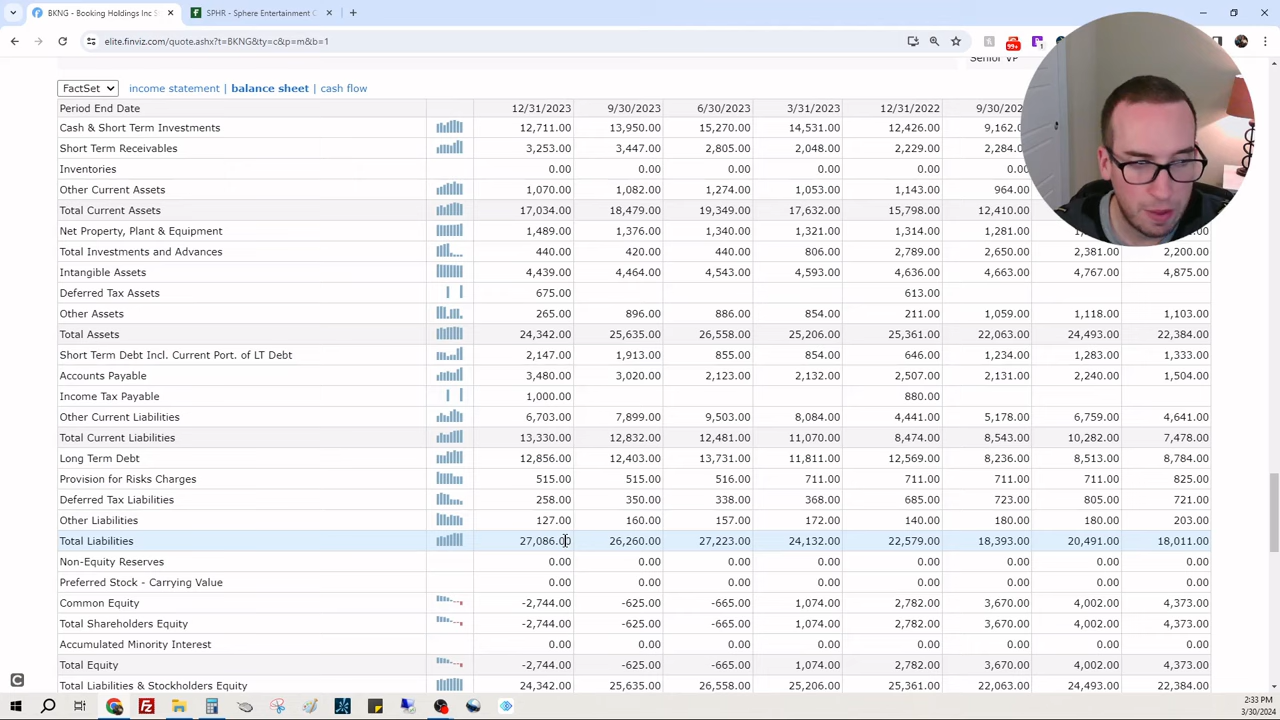 BKNG - Booking Holdings Inc S
SPHR - Sphere Entertainment C
elite.finviz.com/quote.ashx?t=BKNG&ty=c&p=m&b=1
99+
1
Senior VP
FactSet income statement | balance sheet | cash flow
Period End Date 12/31/2023 9/30/2023 6/30/2023 3/31/2023 12/31/2022 9/30/202
Cash & Short Term Investments 12,711.00 13,950.00 15,270.00 14,531.00 12,426.00 9,162.0
Short Term Receivables 3,253.00 3,447.00 2,805.00 2,048.00 2,229.00 2,284.
Inventories 0.00 0.00 0.00 0.00 0.00 0.0
Other Current Assets 1,070.00 1,082.00 1,274.00 1,053.00 1,143.00 964.
Total Current Assets 17,034.00 18,479.00 19,349.00 17,632.00 15,798.00 12,410.
Net Property, Plant & Equipment 1,489.00 1,376.00 1,340.00 1,321.00 1,314.00 1,281.00
Total Investments and Advances 440.00 420.00 440.00 806.00 2,789.00 2,650.00 2,381.00 2,200.00
Intangible Assets 4,439.00 4,464.00 4,543.00 4,593.00 4,636.00 4,663.00 4,767.00 4,875.00
Deferred Tax Assets 675.00 613.00
Other Assets 265.00 896.00 886.00 854.00 211.00 1,059.00 1,118.00 1,103.00
Total Assets 24,342.00 25,635.00 26,558.00 25,206.00 25,361.00 22,063.00 24,493.00 22,384.00
Short Term Debt Incl. Current Port. of LT Debt 2,147.00 1,913.00 855.00 854.00 646.00 1,234.00 1,283.00 1,333.00
Accounts Payable 3,480.00 3,020.00 2,123.00 2,132.00 2,507.00 2,131.00 2,240.00 1,504.00
Income Tax Payable 1,000.00 880.00
Other Current Liabilities 6,703.00 7,899.00 9,503.00 8,084.00 4,441.00 5,178.00 6,759.00 4,641.00
Total Current Liabilities 13,330.00 12,832.00 12,481.00 11,070.00 8,474.00 8,543.00 10,282.00 7,478.00
Long Term Debt 12,856.00 12,403.00 13,731.00 11,811.00 12,569.00 8,236.00 8,513.00 8,784.00
Provision for Risks Charges 515.00 515.00 516.00 711.00 711.00 711.00 711.00 825.00
Deferred Tax Liabilities 258.00 350.00 338.00 368.00 685.00 723.00 805.00 721.00
Other Liabilities 127.00 160.00 157.00 172.00 140.00 180.00 180.00 203.00
Total Liabilities 27,086.00 26,260.00 27,223.00 24,132.00 22,579.00 18,393.00 20,491.00 18,011.00
Non-Equity Reserves 0.00 0.00 0.00 0.00 0.00 0.00 0.00 0.00
Preferred Stock - Carrying Value 0.00 0.00 0.00 0.00 0.00 0.00 0.00 0.00
Common Equity -2,744.00 -625.00 -665.00 1,074.00 2,782.00 3,670.00 4,002.00 4,373.00
Total Shareholders Equity -2,744.00 -625.00 -665.00 1,074.00 2,782.00 3,670.00 4,002.00 4,373.00
Accumulated Minority Interest 0.00 0.00 0.00 0.00 0.00 0.00 0.00 0.00
Total Equity -2,744.00 -625.00 -665.00 1,074.00 2,782.00 3,670.00 4,002.00 4,373.00
Total Liabilities & Stockholders Equity 24,342.00 25,635.00 26,558.00 25,206.00 25,361.00 22,063.00 24,493.00 22,384.00
2:33 PM
3/30/2024